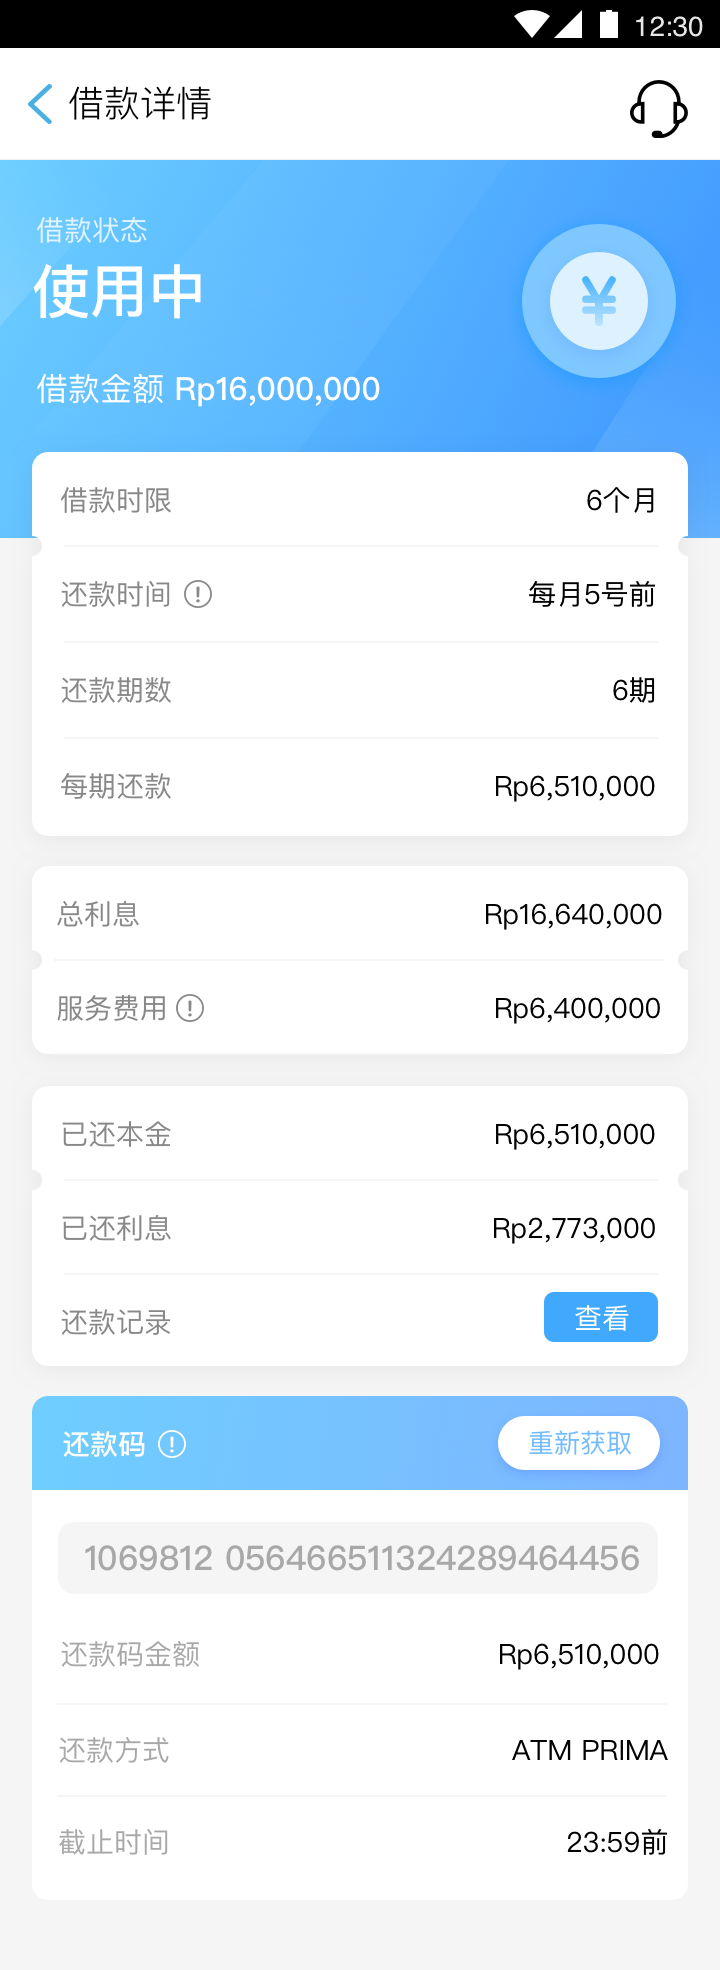 12:30
借款详情
借款状态
使用中
¥
借款金额 Rp16,000,000
借款时限 6个月
还款时间 ! 每月5号前
还款期数 6期
每期还款 Rp6,510,000
总利息 Rp16,640,000
服务费用 ! Rp6,400,000
已还本金 Rp6,510,000
已还利息 Rp2,773,000
还款记录 查看
还款码 ! 重新获取
1069812 056466511324289464456
还款码金额 Rp6,510,000
还款方式 ATM PRIMA
截止时间 23:59前